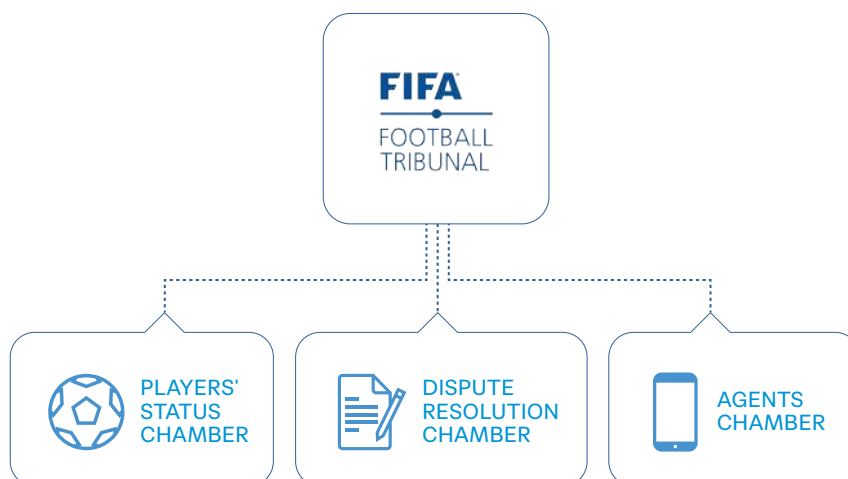 FIFA
FOOTBALL
TRIBUNAL
PLAYERS'
STATUS
CHAMBER
DISPUTE
RESOLUTION
CHAMBER
AGENTS
CHAMBER